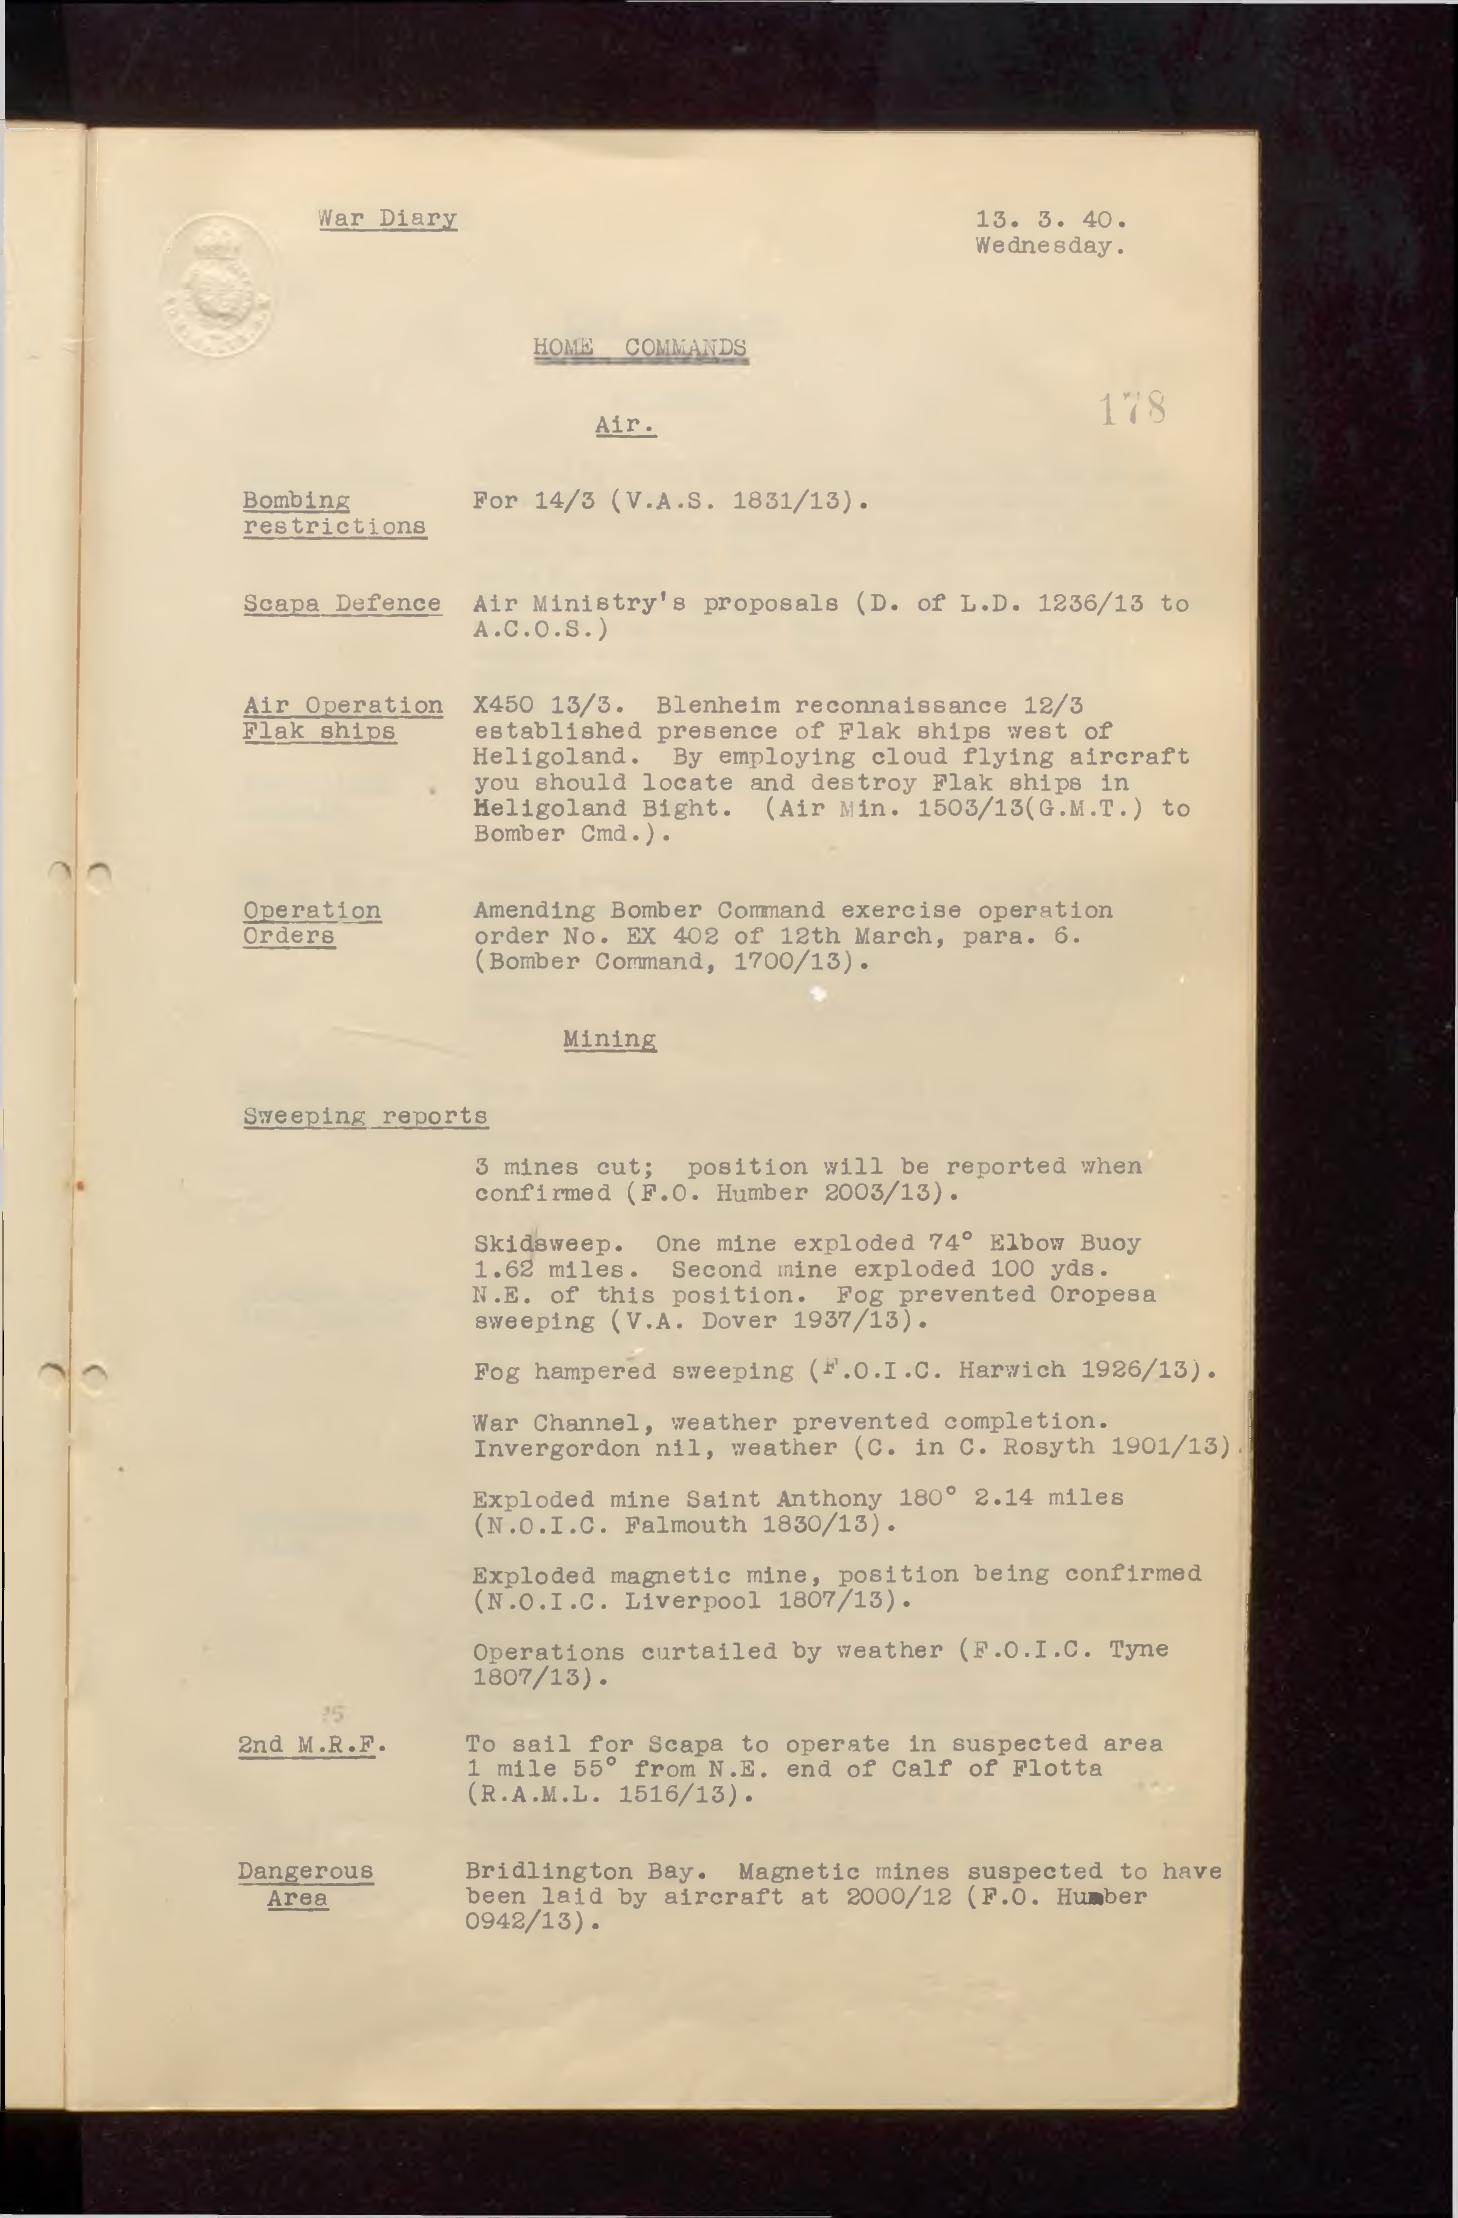 War Diary
13. 3. 40.
Wednesday.
HOME COMMANDS
178
Air.
Bombing
restrictions
For 14/3 (V.A.S. 1831/13).
Scapa Defence
Air Ministry's proposals (D. of L.D. 1236/13 to
A.C.O.S.)
Air Operation
Flak ships
X450 13/3. Blenheim reconnaissance 12/3
established presence of Flak ships west of
Heligoland. By employing cloud flying aircraft
you should locate and destroy Flak ships in
Heligoland Bight. (Air Min. 1503/13(G.M.T.) to
Bomber Cmd.).
Operation
Orders
Amending Bomber Command exercise operation
order No. EX 402 of 12th March, para. 6.
(Bomber Command, 1700/13).
Mining
Sweeping reports
3 mines cut; position will be reported when
confirmed (F.O. Humber 2003/13).
Skidsweep. One mine exploded 74° Elbow Buoy
1.62 miles. Second mine exploded 100 yds.
N.E. of this position. Fog prevented Oropesa
sweeping (V.A. Dover 1937/13).
Fog hampered sweeping (F.O.I.C. Harwich 1926/13).
War Channel, weather prevented completion.
Invergordon nil, weather (C. in C. Rosyth 1901/13).
Exploded mine Saint Anthony 180° 2.14 miles
(N.O.I.C. Falmouth 1830/13).
Exploded magnetic mine, position being confirmed
(N.O.I.C. Liverpool 1807/13).
Operations curtailed by weather (F.O.I.C. Tyne
1807/13).
2nd M.R.F.
To sail for Scapa to operate in suspected area
1 mile 55° from N.E. end of Calf of Flotta
(R.A.M.L. 1516/13).
Dangerous
Area
Bridlington Bay. Magnetic mines suspected to have
been laid by aircraft at 2000/12 (F.O. Humber
0942/13).